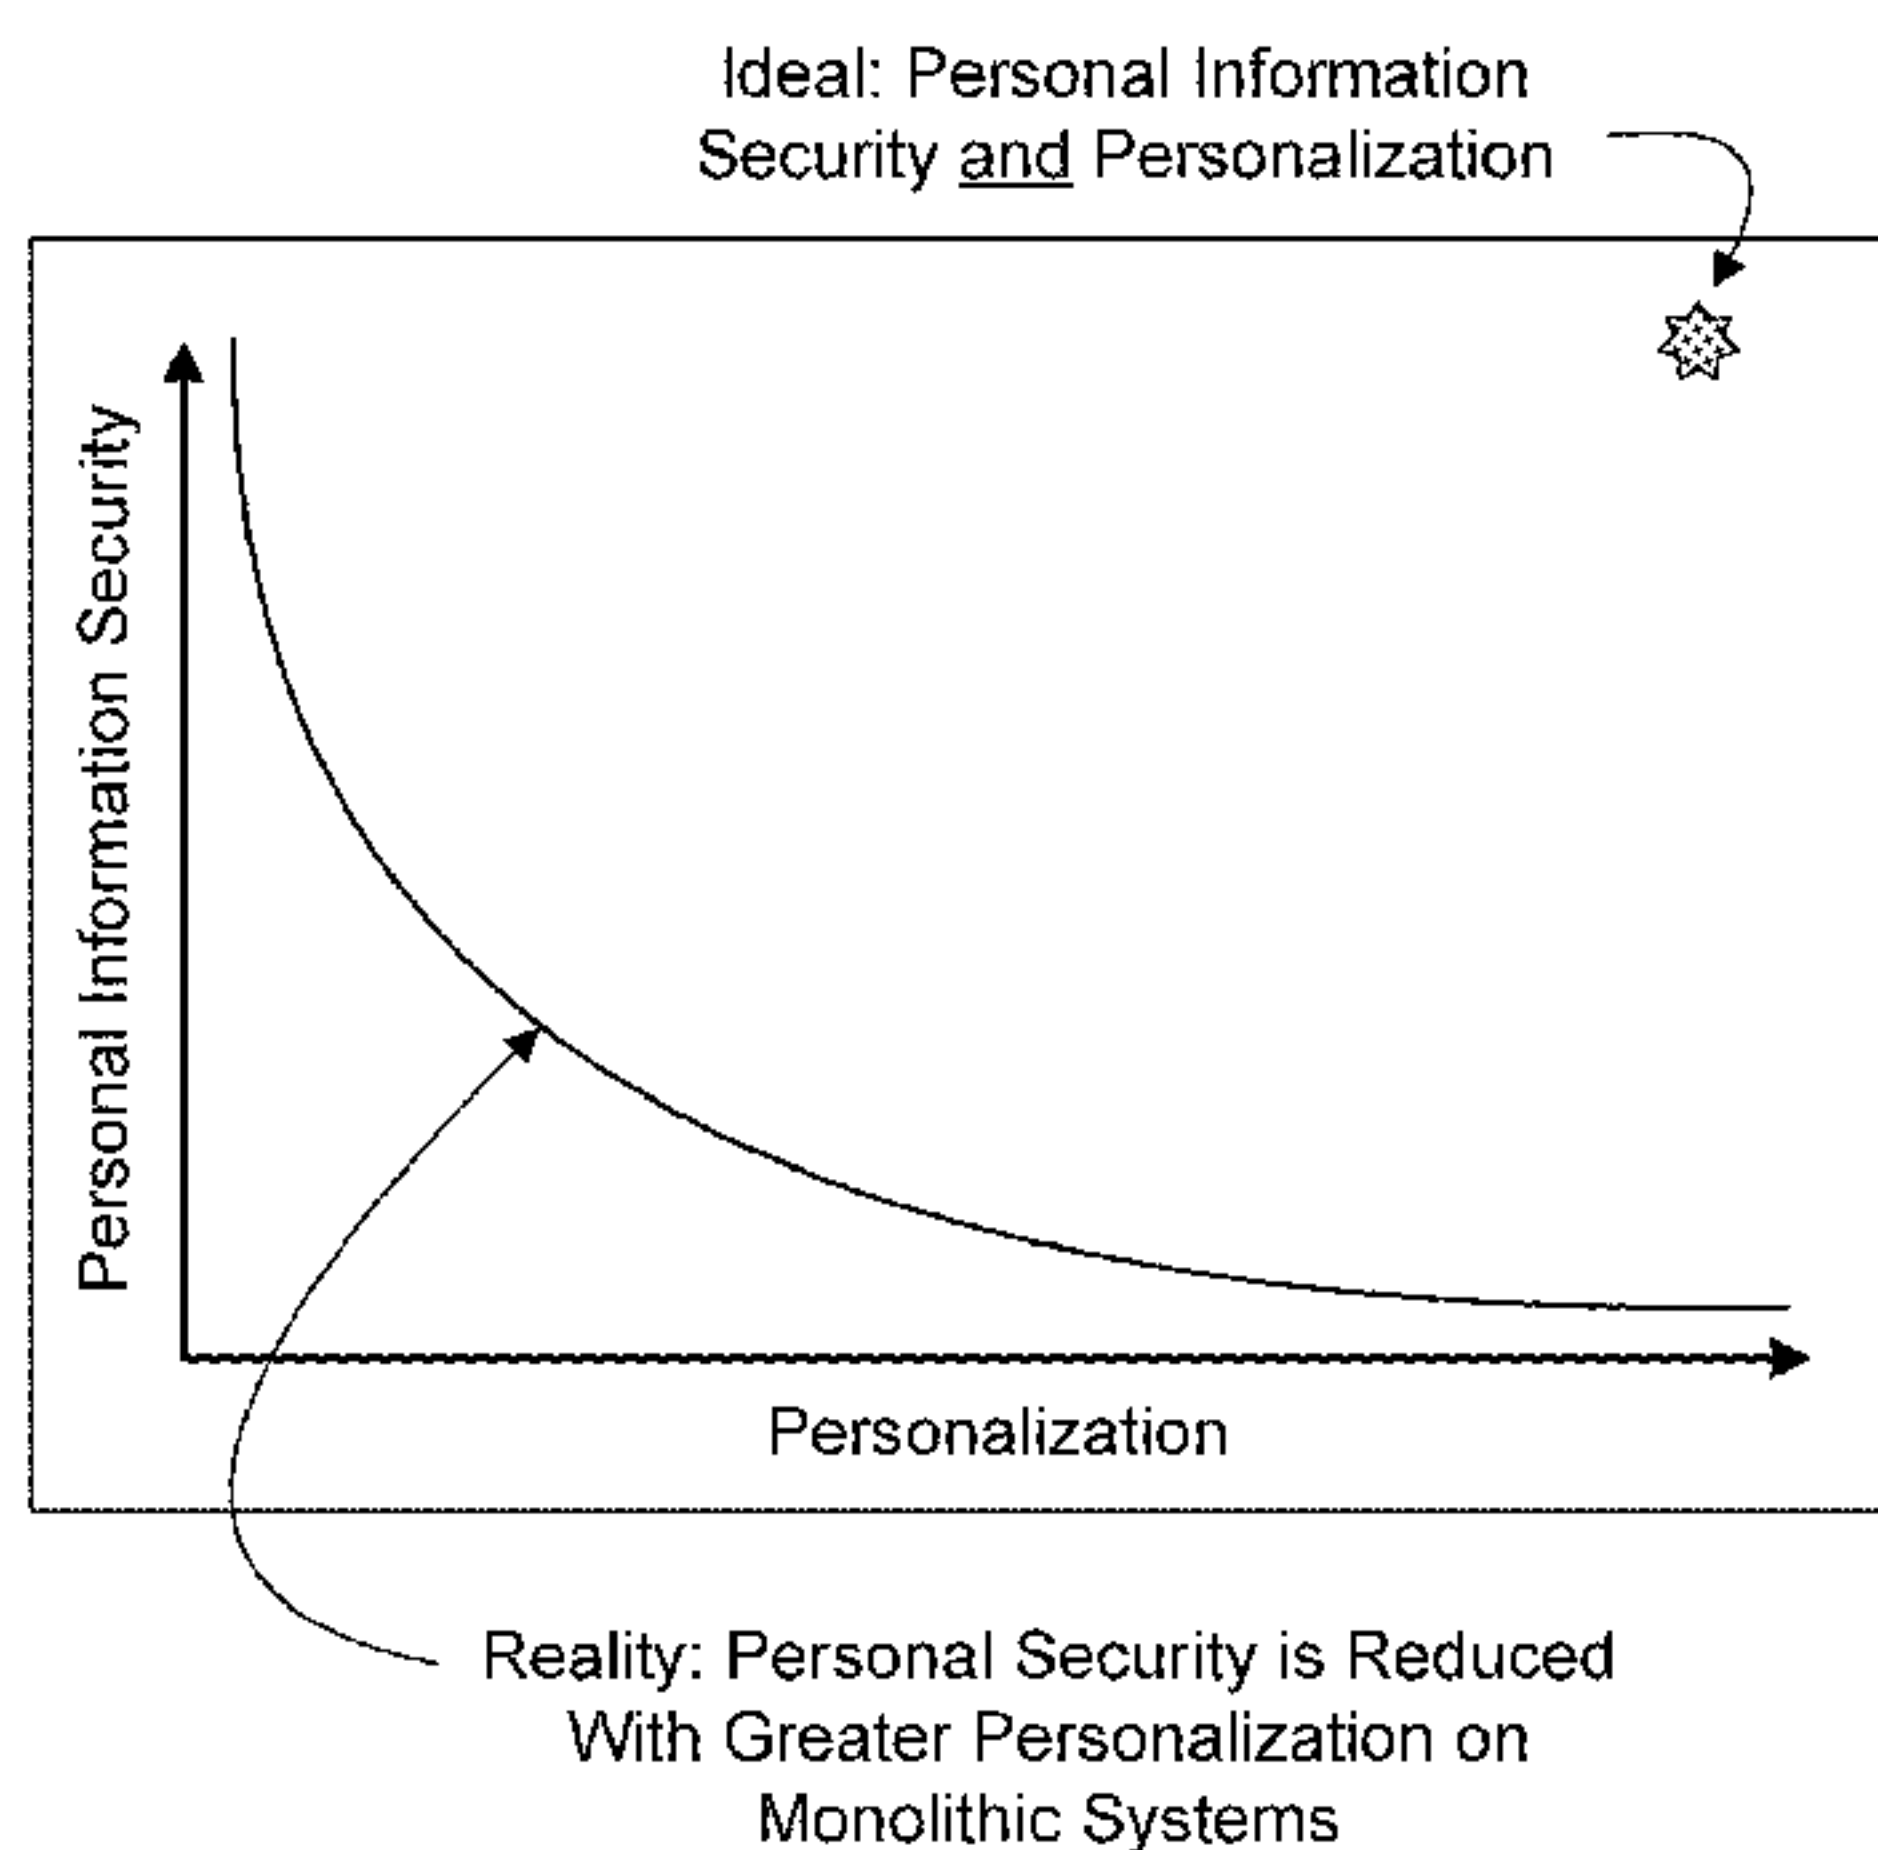 Ideal: Personal Information
Security and Personalization
Personal Information Security
Personalization
Reality: Personal Security is Reduced
With Greater Personalization on
Monolithic Systems